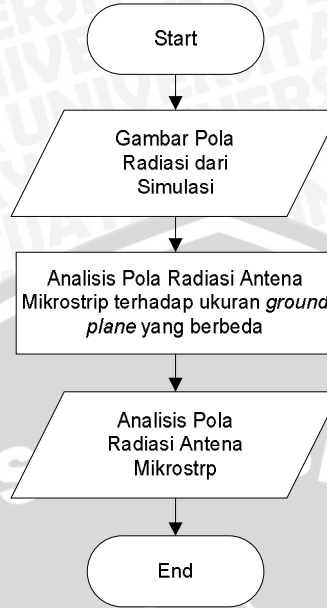 Start
Gambar Pola
Radiasi dari
Simulasi
Analisis Pola Radiasi Antena
Mikrostrip terhadap ukuran ground
plane yang berbeda
Analisis Pola
Radiasi Antena
Mikrostrp
End